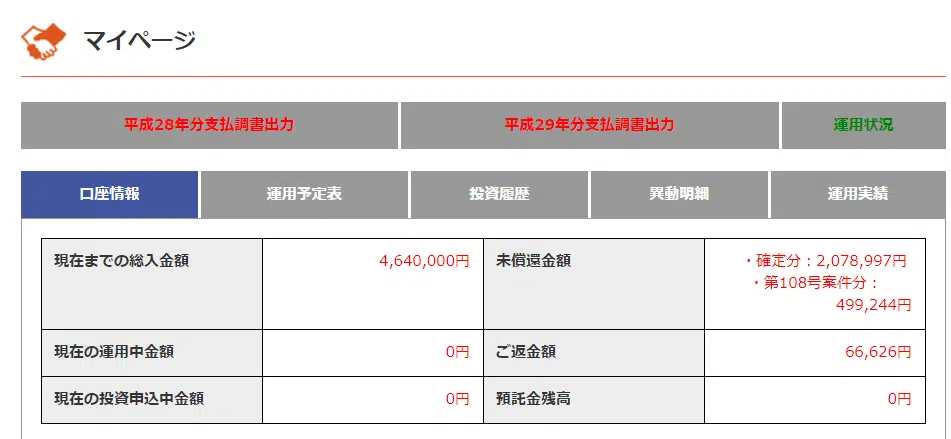 マイページ
平成28年分支払調書出力 平成29年分支払調書出力 運用状況
口座情報 運用予定表 投資履歴 異動明細 運用実績
現在までの総入金額 4,640,000円 未償還金額 ・確定分：2,078,997円
・第108号案件分：
499,244円
現在の運用中金額 0円 ご返金額 66,626円
現在の投資申込中金額 0円 預託金残高 0円